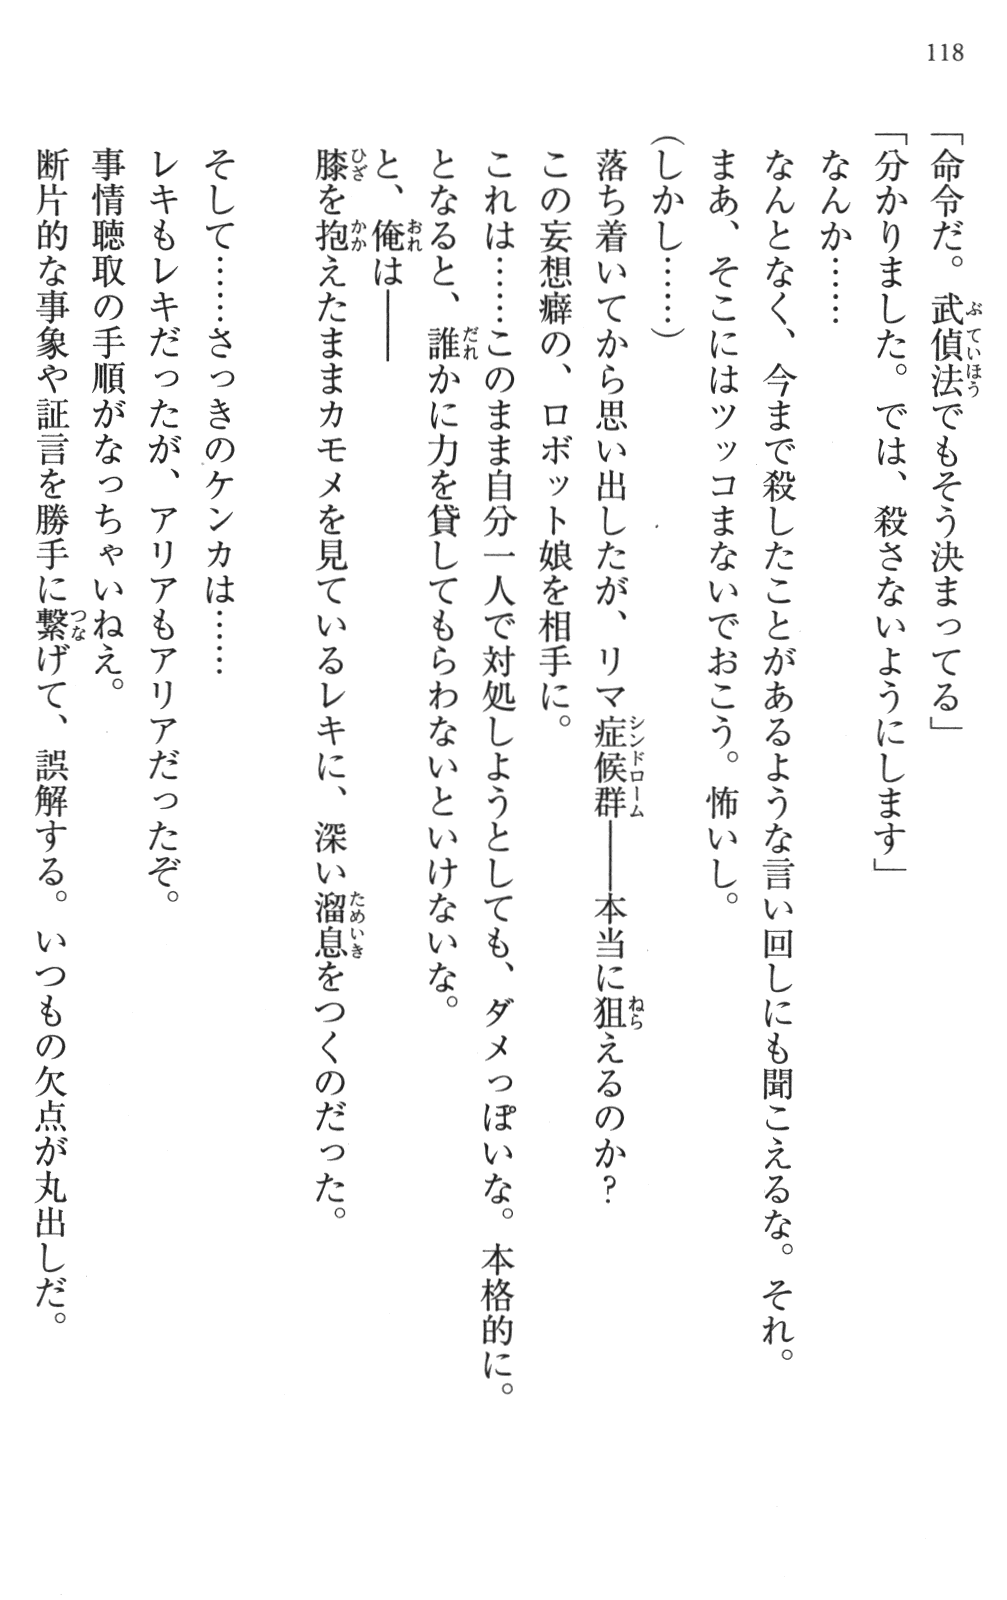 118
「命令だ。武偵法でもそう決まってる」
「分かりました。では、殺さないようにします」
なんか……
なんとなく、今まで殺したことがあるような言い回しにも聞こえるな。それ。
まあ、そこにはツッコまないでおこう。怖いし。
(しかし……)
落ち着いてから思い出したが、リマ症候群――本当に狙えるのか?
この妄想癖の、ロボット娘を相手に。
これは……このまま自分一人で対処しようとしても、ダメっぽいな。本格的に。
となると、誰かに力を貸してもらわないといけないな。
と、俺は――
膝を抱えたままカモメを見ているレキに、深い溜息をつくのだった。
そして……さっきのケンカは……
レキもレキだったが、アリアもアリアだったぞ。
事情聴取の手順がなっちゃいねえ。
断片的な事象や証言を勝手に繋げて、誤解する。いつもの欠点が丸出しだ。